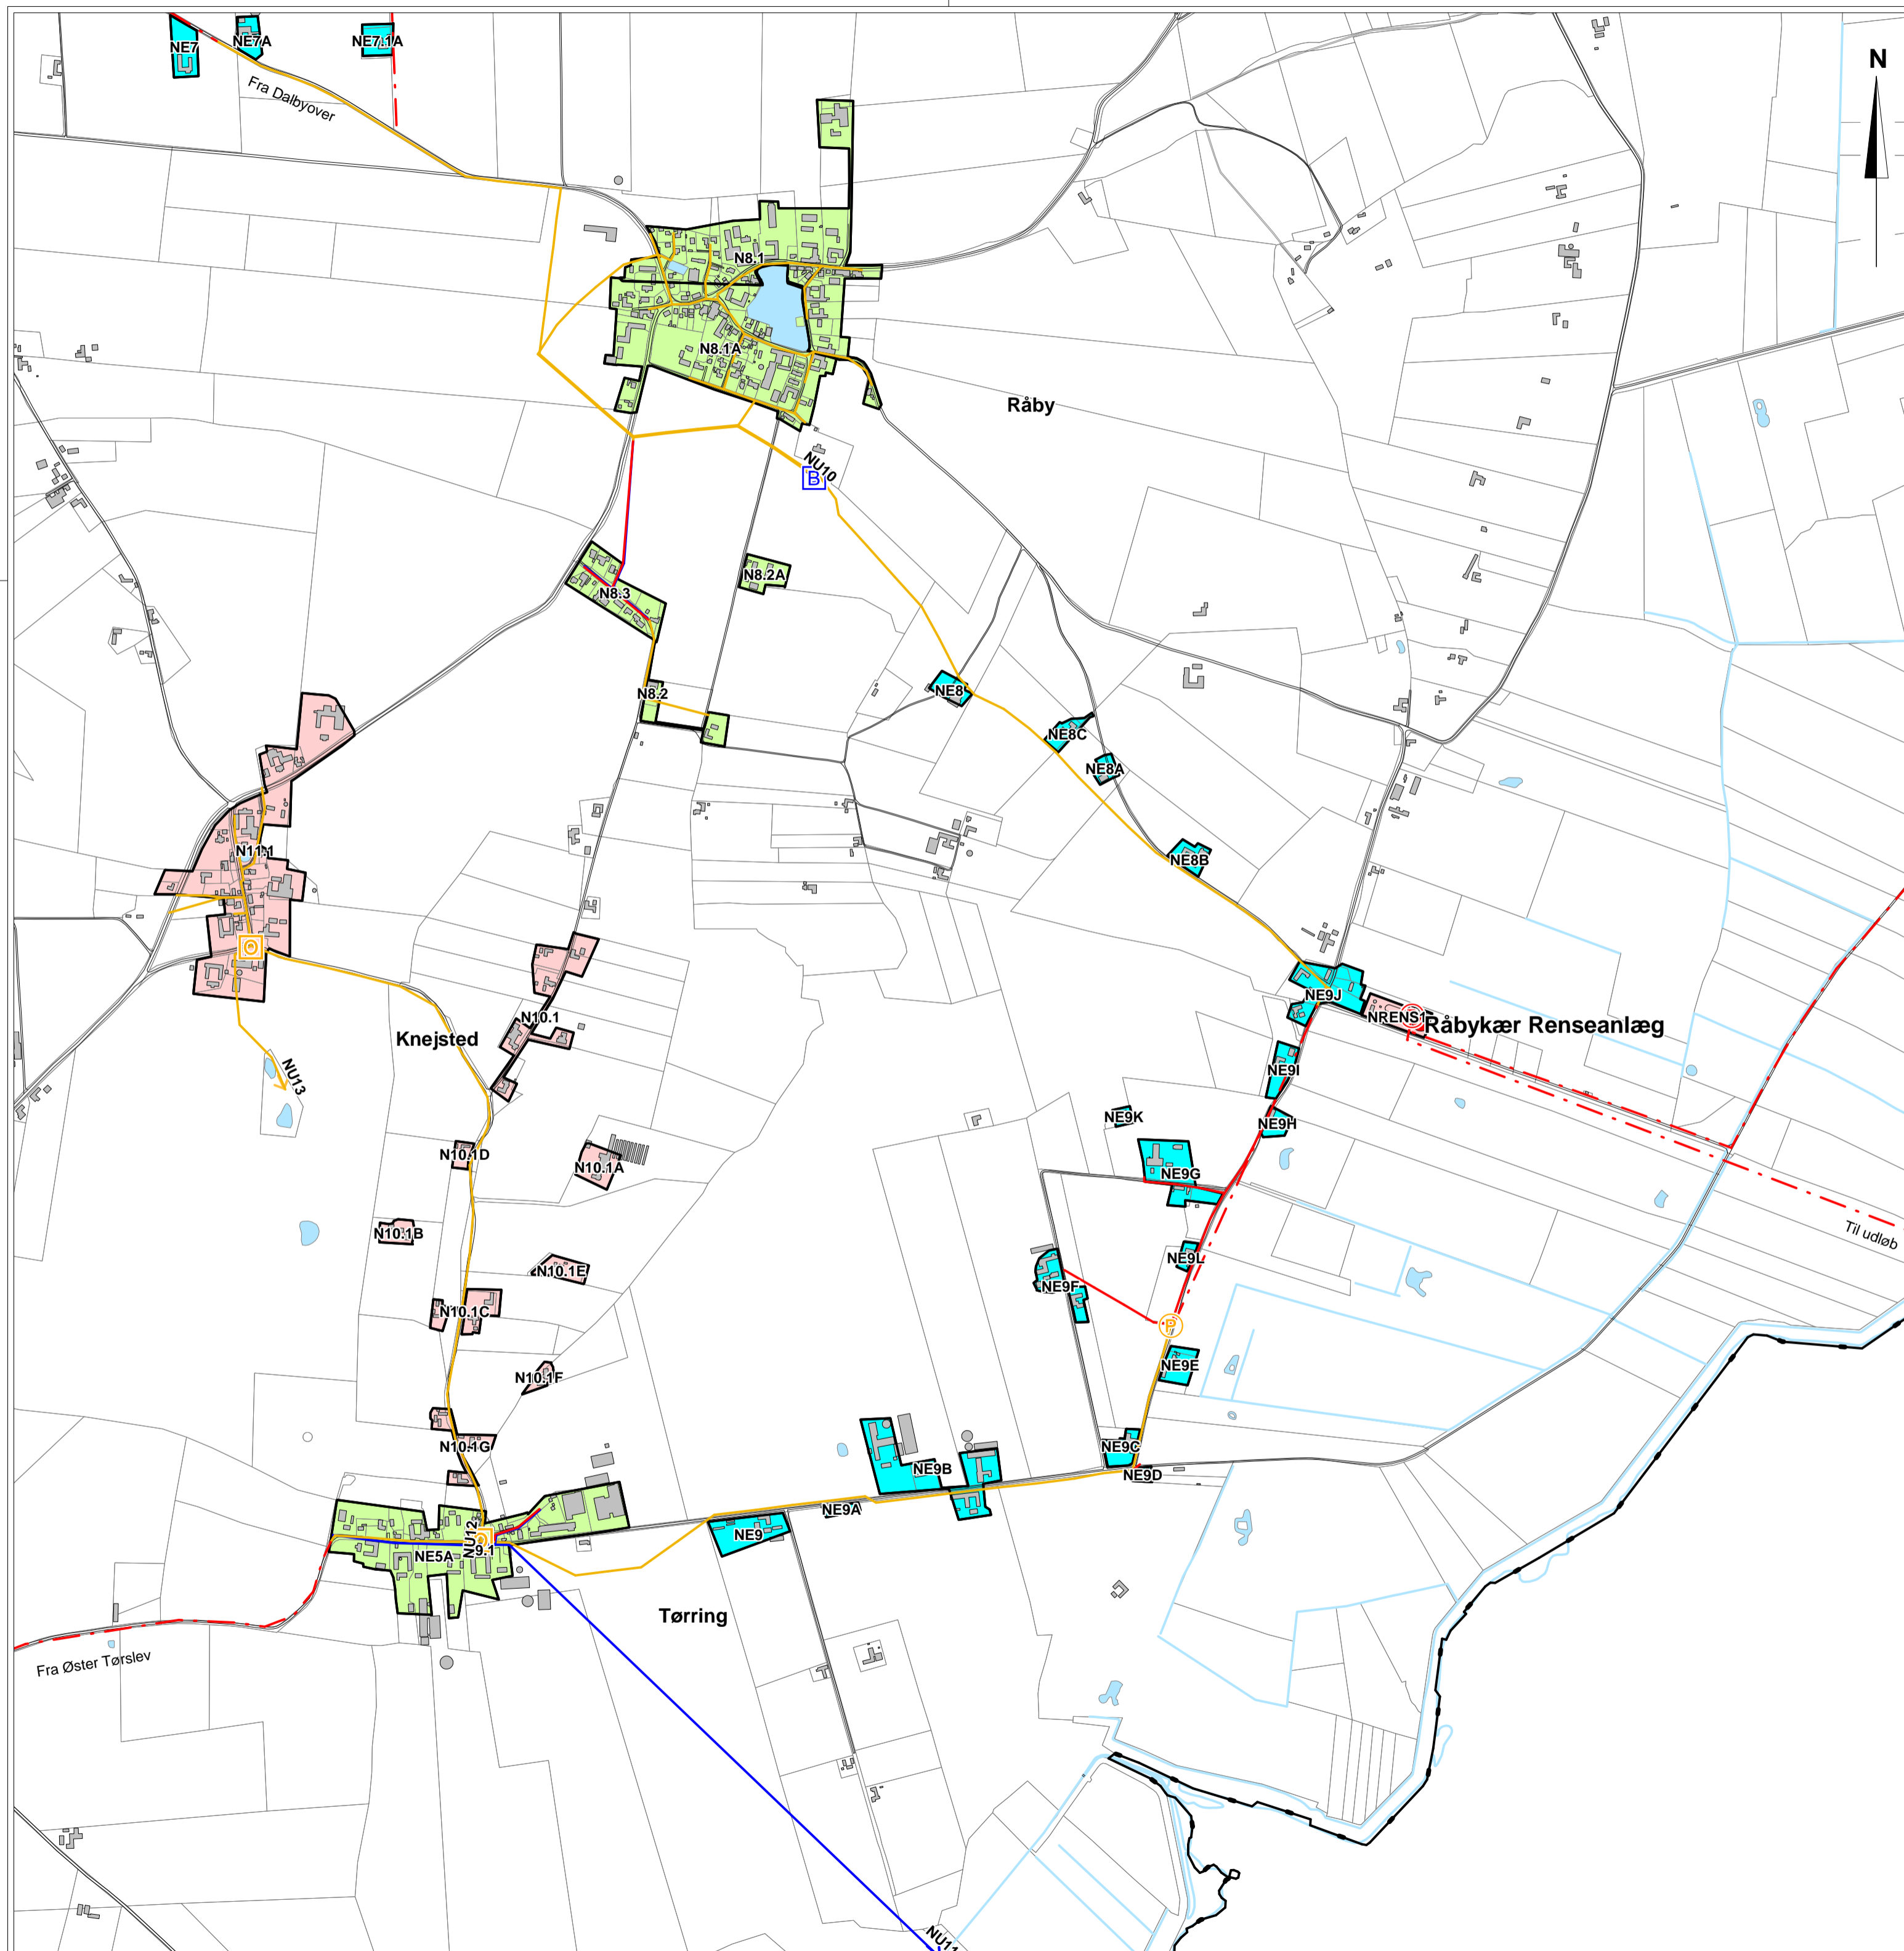 NE7
NE7A
NE7.1A
N
Fra Dalbyover
N8.1
N8.1A
Råby
NU10
B
N8.2A
N8.3
NE8
N8.2
NE8C
NE8A
N11.1
NE8B
O
NE9J
NRENS1
Råbykær Renseanlæg
N10.1
Knejsted
NU13
NE9I
NE9K
NE9H
N10.1D
N10.1A
NE9G
N10.1B
Til udløb
NE9L
N10.1E
NE9F
N10.1C
P
NE9E
N10.1F
N10.1G
NE9C
NE9B
NE9D
NE9A
NE9
NU12
O
9.1
NE5A
Tørring
Fra Øster Tørslev
NU11